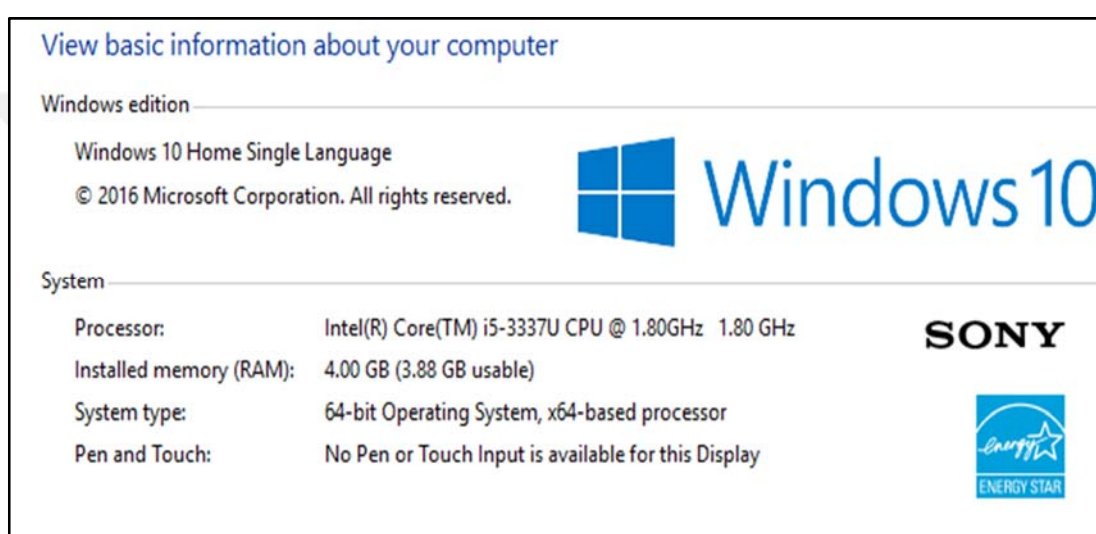 View basic information about your computer
Windows edition
Windows 10 Home Single Language
© 2016 Microsoft Corporation. All rights reserved.
Windows 10
System
Processor: Intel(R) Core(TM) i5-3337U CPU @ 1.80GHz 1.80 GHz
Installed memory (RAM): 4.00 GB (3.88 GB usable)
System type: 64-bit Operating System, x64-based processor
Pen and Touch: No Pen or Touch Input is available for this Display
SONY
energy
ENERGY STAR